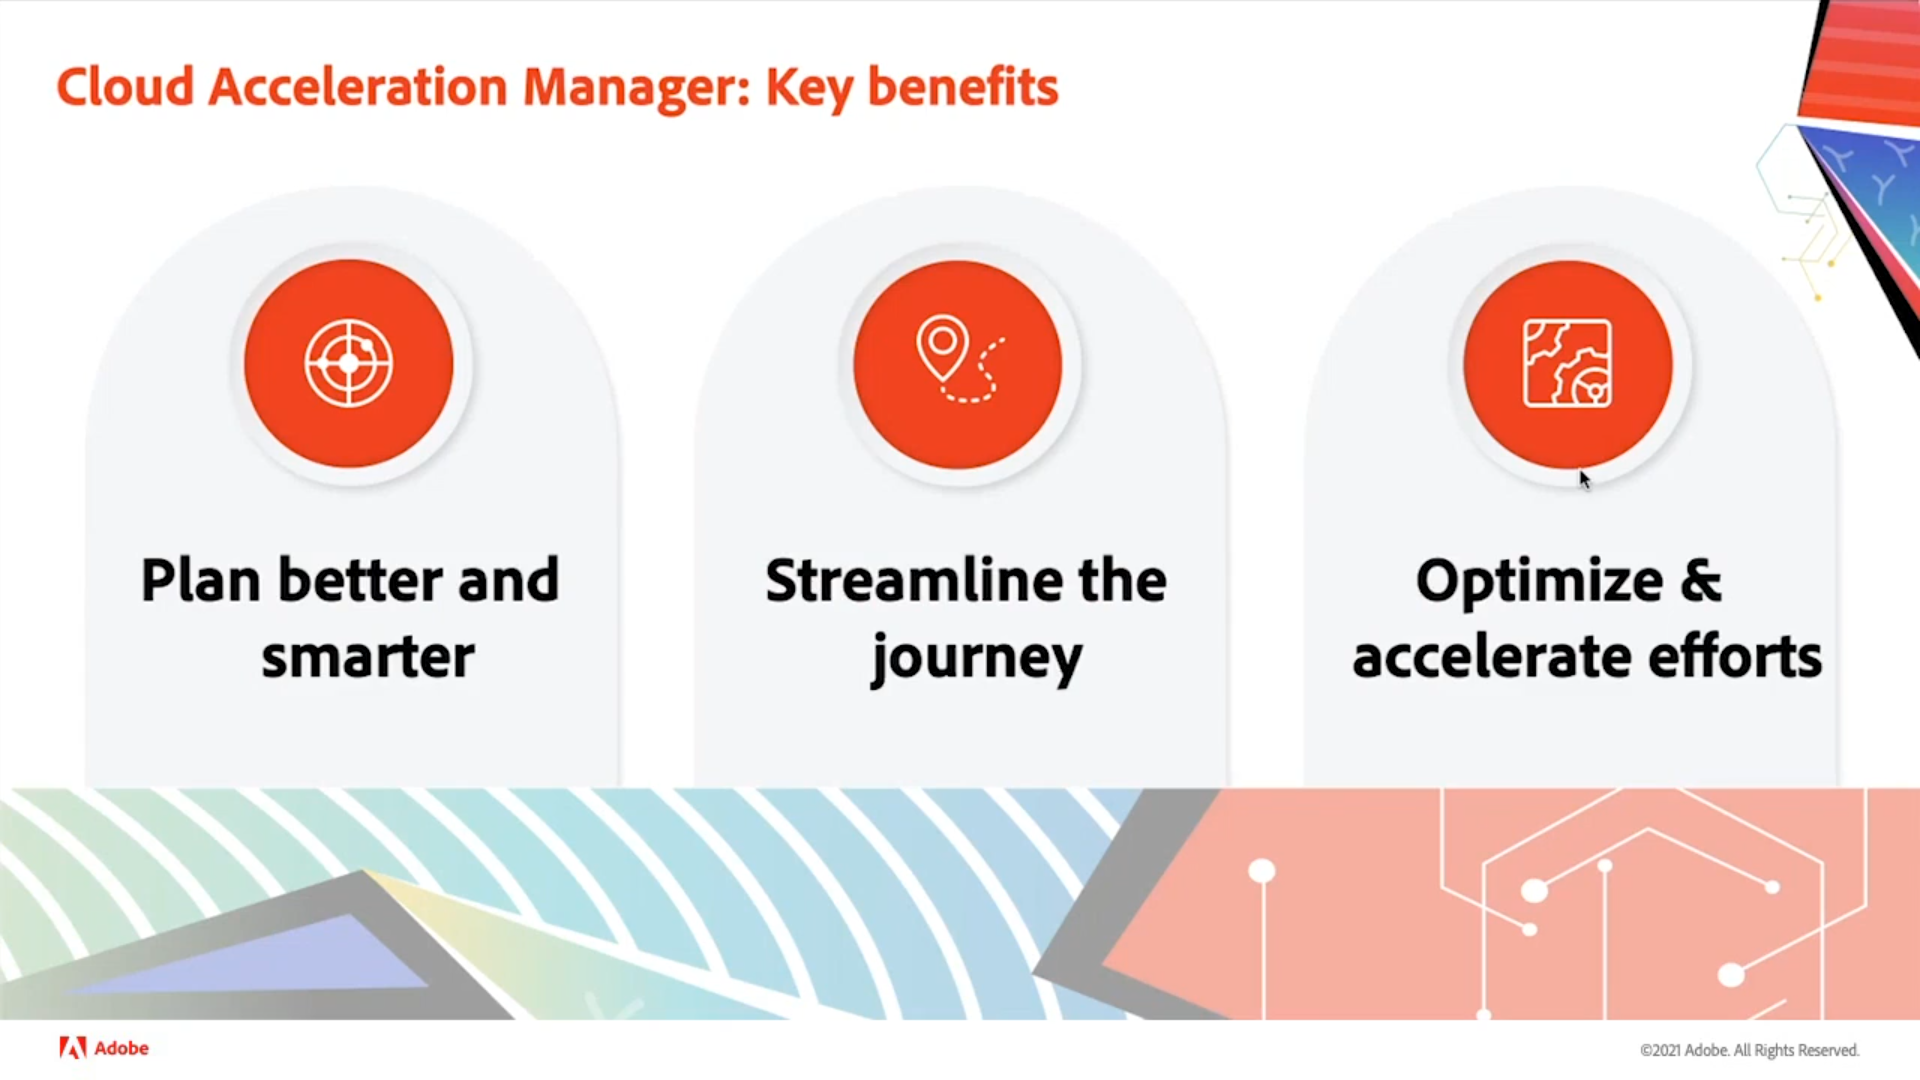 Cloud Acceleration Manager: Key benefits
Plan better and
smarter
Streamline the
journey
Optimize &
accelerate efforts
Adobe
©2021 Adobe. All Rights Reserved.